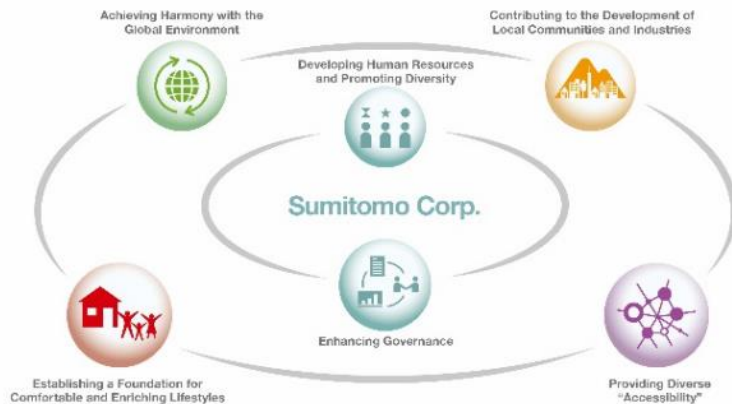 Achieving Harmony with the
Global Environment
Contributing to the Development of
Local Communities and Industries
Developing Human Resources
and Promoting Diversity
Sumitomo Corp.
Enhancing Governance
Establishing a Foundation for
Comfortable and Enriching Lifestyles
Providing Diverse
"Accessibility"